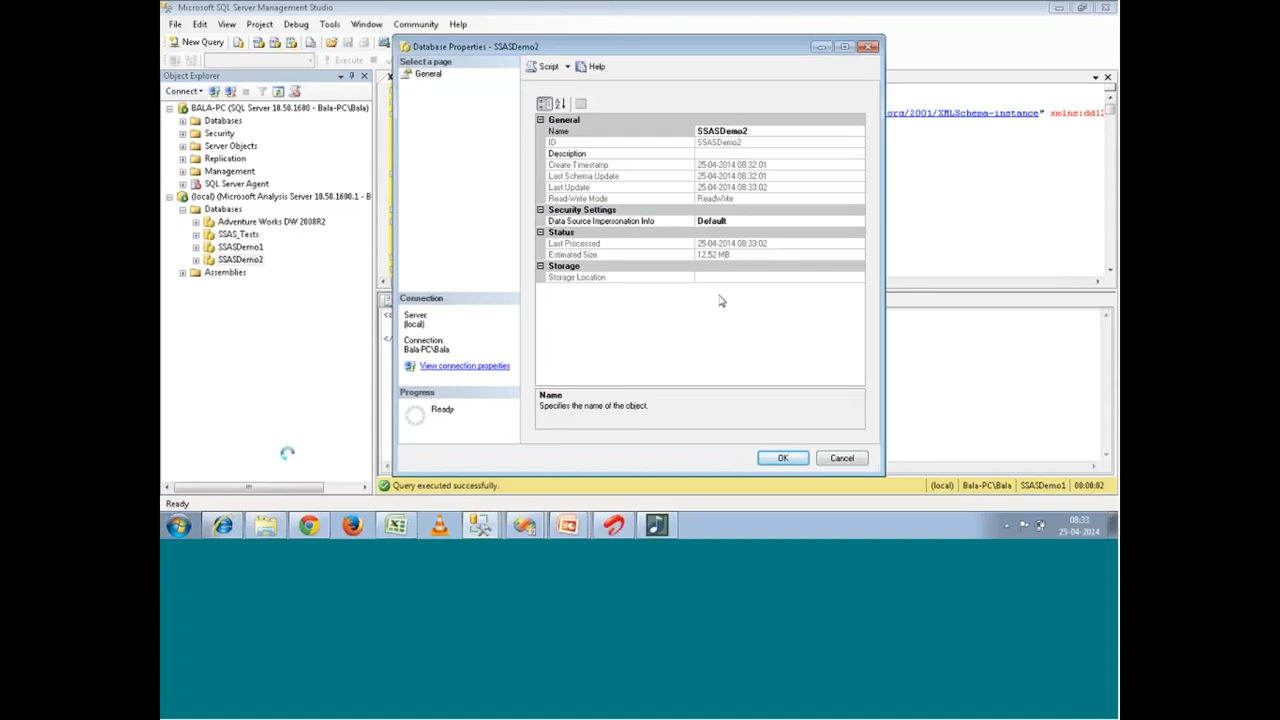 Microsoft SQL Server Management Studio
File Edit View Project Debug Tools Window Community Help
New Query
Execute
Object Explorer
Connect
BALA-PC (SQL Server 10.50.1600 - Bala-PC\Bala)
Databases
Security
Server Objects
Replication
Management
SQL Server Agent
(local) (Microsoft Analysis Server 10.50.1600.1 - B
Databases
Adventure Works DW 2008R2
SSAS_Tests
SSASDemo1
SSASDemo2
Assemblies
Database Properties - SSASDemo2
Select a page
General
Script Help
General
Name SSASDemo2
ID SSASDemo2
Description
Create Timestamp 25-04-2014 08:32:01
Last Schema Update 25-04-2014 08:32:01
Last Update 25-04-2014 08:33:02
Read-Write Mode ReadWrite
Security Settings
Data Source Impersonation Info Default
Status
Last Processed 25-04-2014 08:33:02
Estimated Size 12.52 MB
Storage
Storage Location
Connection
Server:
(local)
Connection:
Bala-PC\Bala
View connection properties
Progress
Ready
Name
Specifies the name of the object.
OK Cancel
org/2001/XMLSchema-instance" xmlns:ddl2
Query executed successfully. (local) Bala-PC\Bala SSASDemo1 00:00:02
Ready
08:33
25-04-2014